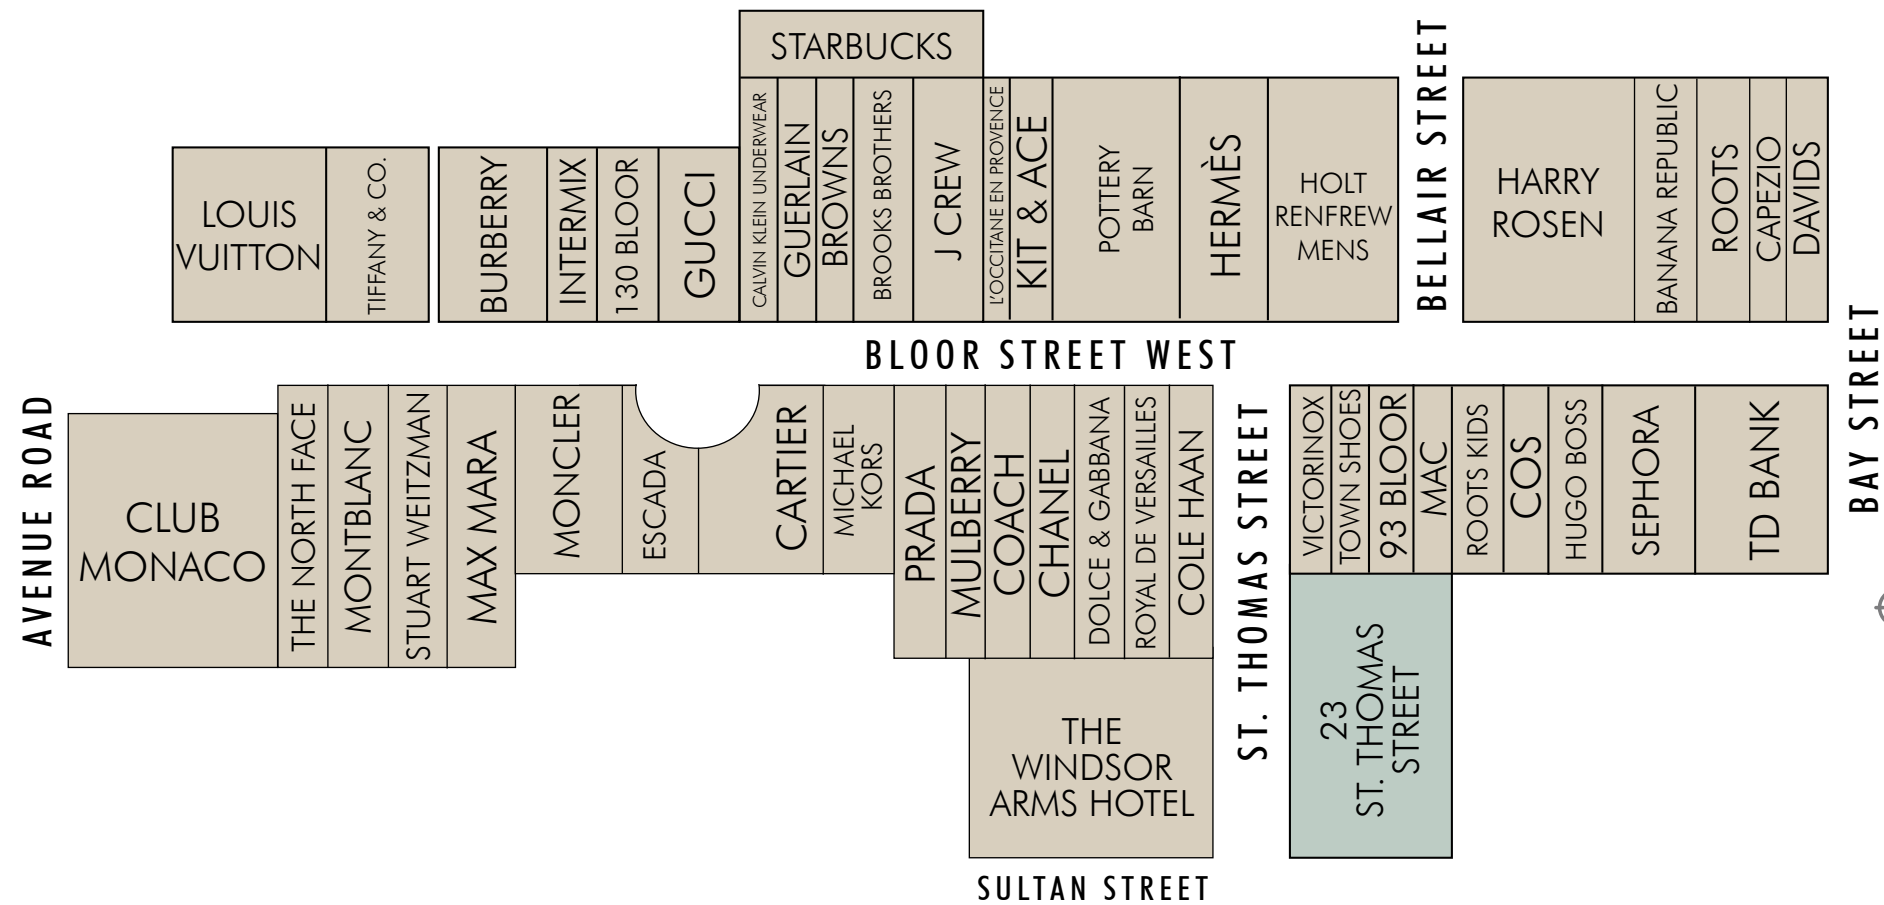 STARBUCKS
LOUIS
VUITTON
TIFFANY & CO.
BURBERRY
INTERMIX
130 BLOOR
GUCCI
CALVIN KLEIN UNDERWEAR
GUERLAIN
BROWNS
BROOKS BROTHERS
J CREW
L'OCCITANE EN PROVENCE
KIT & ACE
POTTERY
BARN
HERMÈS
HOLT
RENFREW
MENS
BELLAIR STREET
HARRY
ROSEN
BANANA REPUBLIC
ROOTS
CAPEZIO
DAVIDS
BLOOR STREET WEST
BAY STREET
AVENUE ROAD
CLUB
MONACO
THE NORTH FACE
MONTBLANC
STUART WEITZMAN
MAX MARA
MONCLER
ESCADA
CARTIER
MICHAEL
KORS
PRADA
MULBERRY
COACH
CHANEL
DOLCE & GABBANA
ROYAL DE VERSAILLES
COLE HAAN
ST. THOMAS STREET
VICTORINOX
TOWN SHOES
93 BLOOR
MAC
ROOTS KIDS
COS
HUGO BOSS
SEPHORA
TD BANK
THE
WINDSOR
ARMS HOTEL
23
ST. THOMAS
STREET
SULTAN STREET